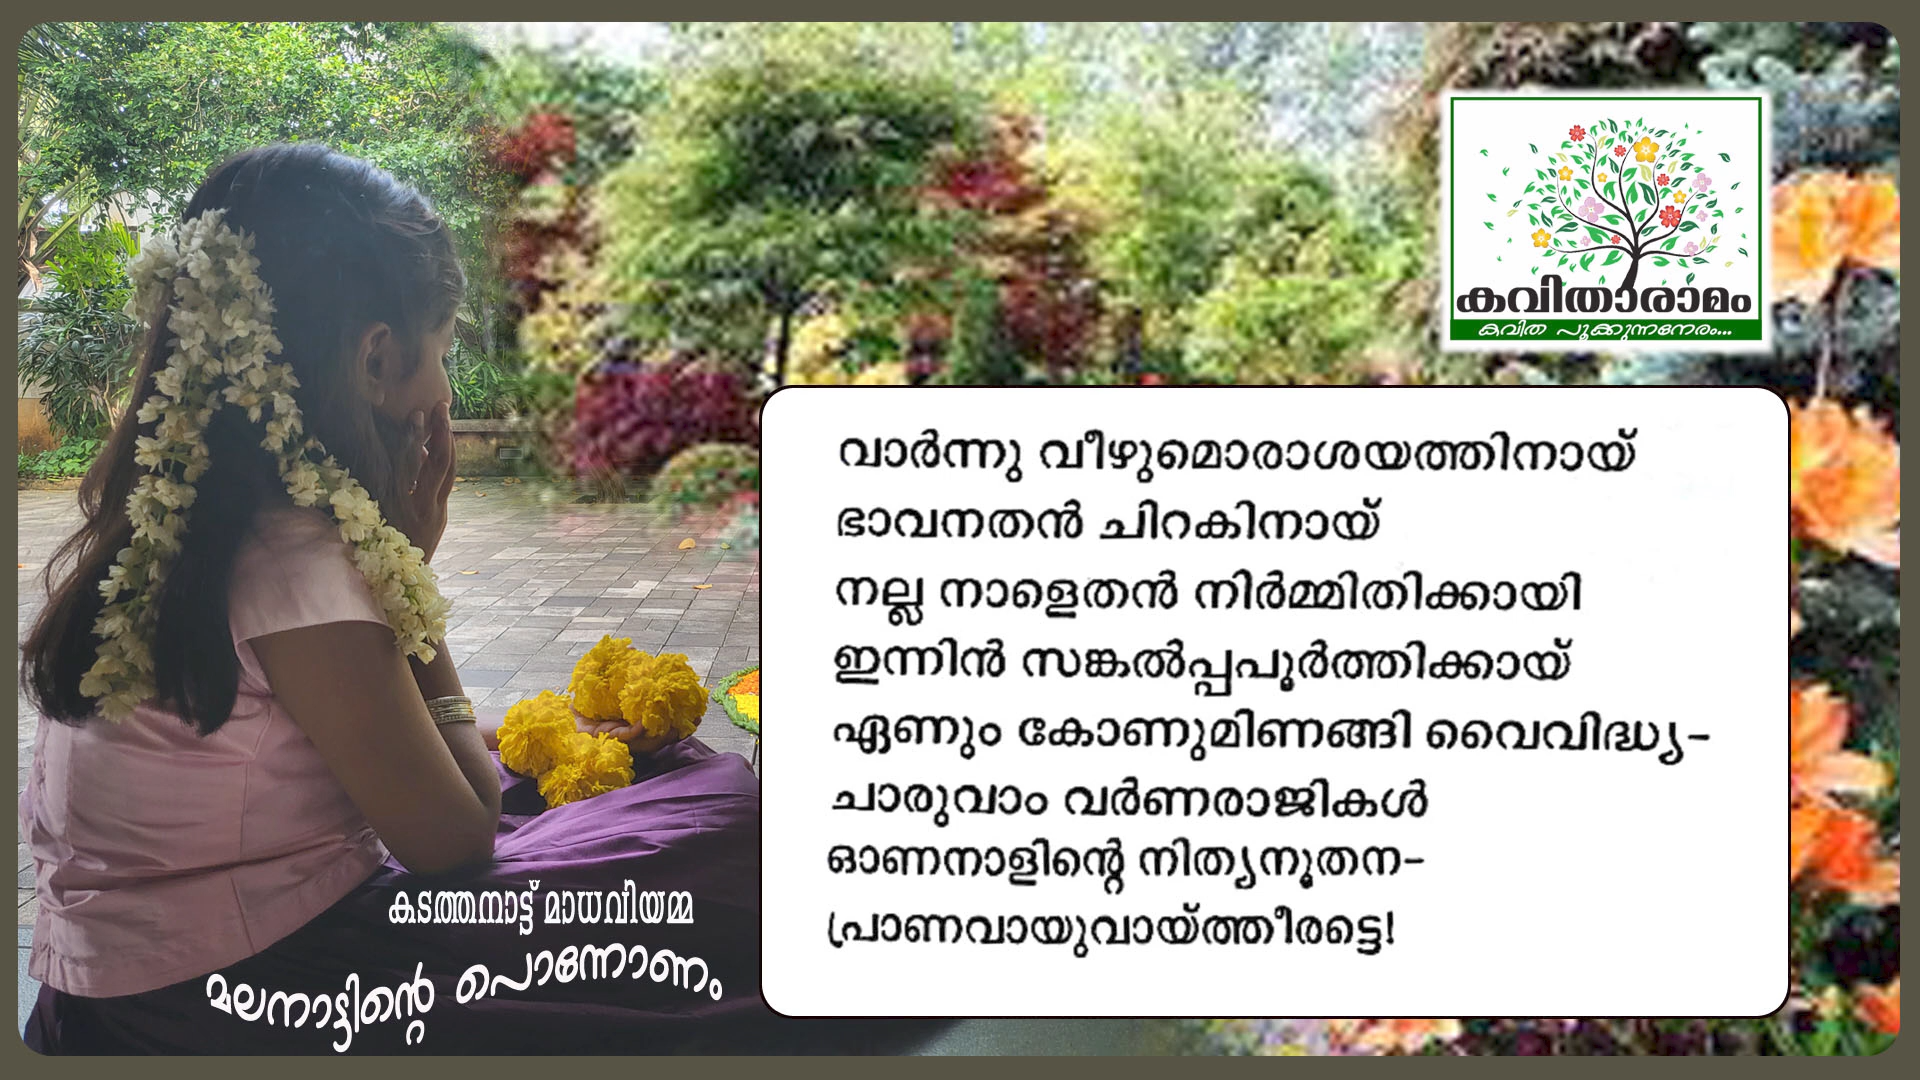 കവിതാരാമം
കവിത പൂക്കുന്നനേരം...
വാർന്നു വീഴുമൊരാശയത്തിനായ്
ഭാവനതൻ ചിറകിനായ്
നല്ല നാളെതൻ നിർമ്മിതിക്കായി
ഇന്നിൻ സങ്കൽപ്പപൂർത്തിക്കായ്
ഏണും കോണുമിണങ്ങി വൈവിദ്ധ്യ–
ചാരുവാം വർണരാജികൾ
ഓണനാളിന്റെ നിത്യനൂതന–
പ്രാണവായുവായ്ത്തീരട്ടെ!
കടത്തനാട്ട് മാധവിയമ്മ
മലനാട്ടിന്റെ പൊന്നോണം